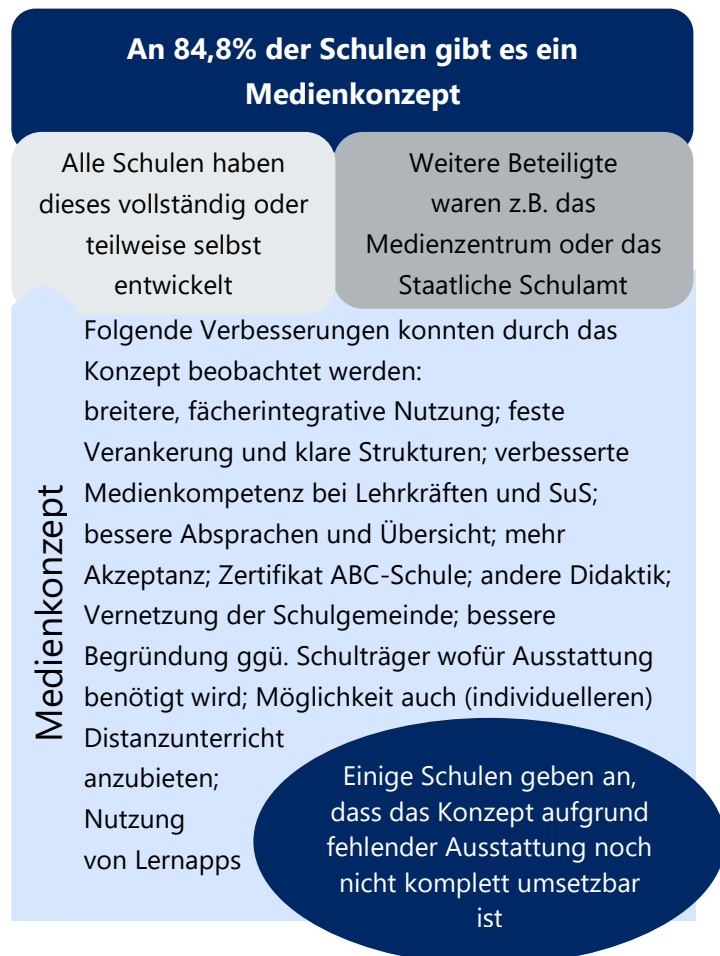 An 84,8% der Schulen gibt es ein
Medienkonzept
Alle Schulen haben
dieses vollständig oder
teilweise selbst
entwickelt
Weitere Beteiligte
waren z.B. das
Medienzentrum oder das
Staatliche Schulamt
Medienkonzept
Folgende Verbesserungen konnten durch das
Konzept beobachtet werden:
breitere, fächerintegrative Nutzung; feste
Verankerung und klare Strukturen; verbesserte
Medienkompetenz bei Lehrkräften und SuS;
bessere Absprachen und Übersicht; mehr
Akzeptanz; Zertifikat ABC-Schule; andere Didaktik;
Vernetzung der Schulgemeinde; bessere
Begründung ggü. Schulträger wofür Ausstattung
benötigt wird; Möglichkeit auch (individuelleren)
Distanzunterricht
anzubieten;
Nutzung
von Lernapps
Einige Schulen geben an,
dass das Konzept aufgrund
fehlender Ausstattung noch
nicht komplett umsetzbar
ist